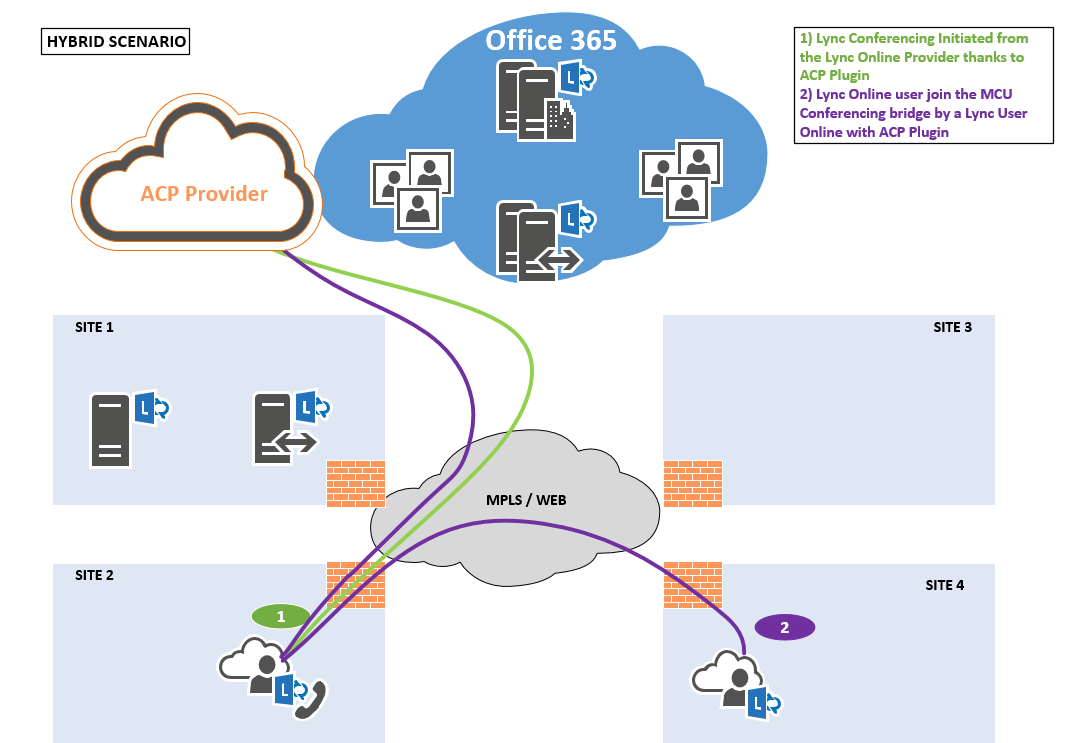 HYBRID SCENARIO
Office 365
1) Lync Conferencing Initiated from
the Lync Online Provider thanks to
ACP Plugin
2) Lync Online user join the MCU
Conferencing bridge by a Lync User
Online with ACP Plugin
ACP Provider
SITE 1
SITE 3
L
L
L
L
MPLS / WEB
SITE 2
SITE 4
1
2
L
L